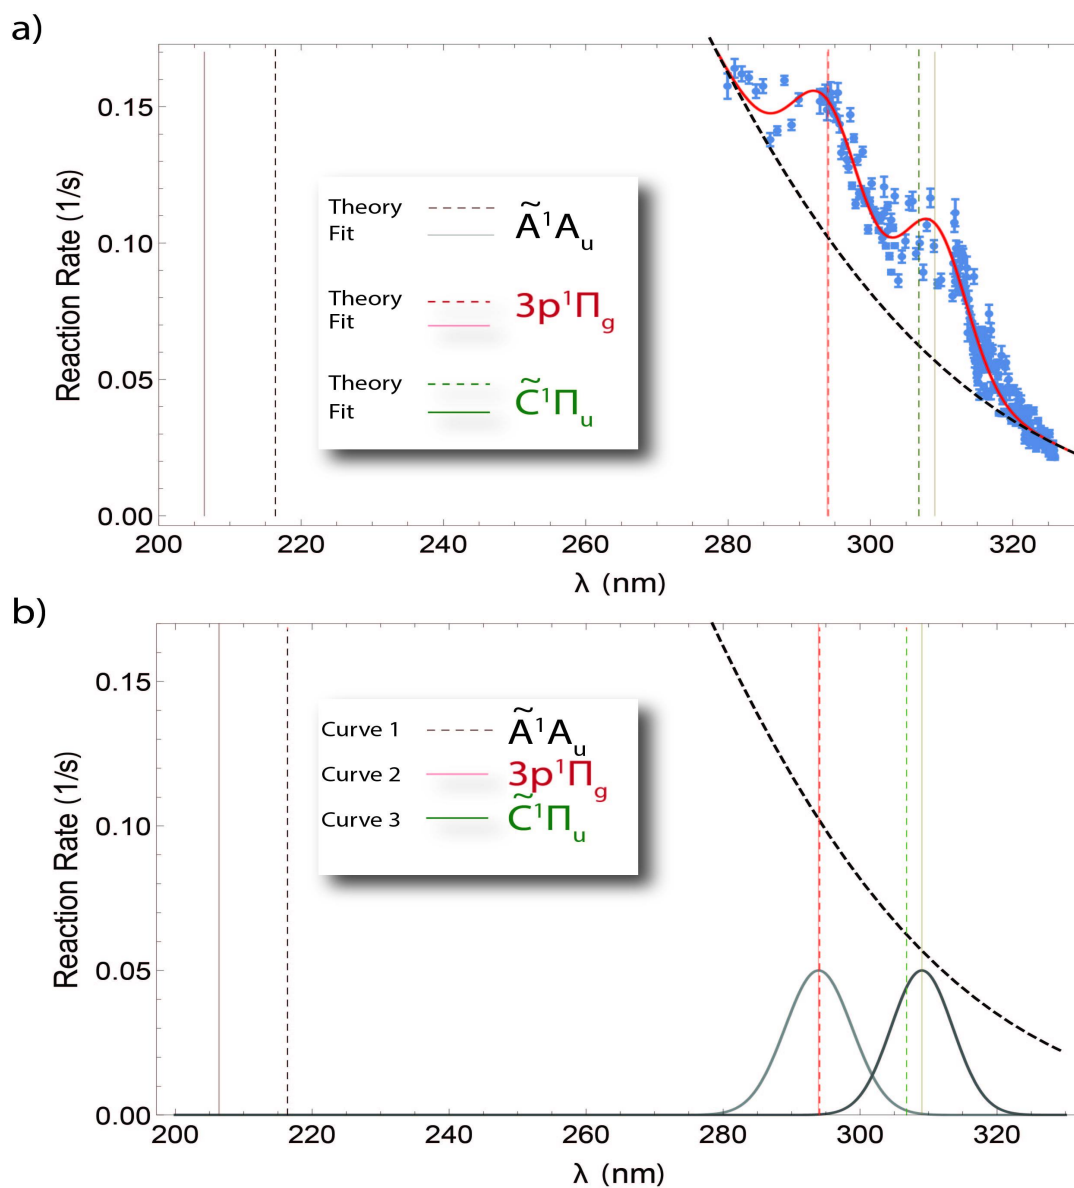 a)
Reaction Rate (1/s)
0.15
0.10
0.05
0.00
Theory
Fit
Ã¹Aᵤ
Theory
Fit
3p¹Π_g
Theory
Fit
C̃¹Πᵤ
200 220 240 260 280 300 320
λ (nm)
b)
Reaction Rate (1/s)
0.15
0.10
0.05
0.00
Curve 1 Ã¹Aᵤ
Curve 2 3p¹Π_g
Curve 3 C̃¹Πᵤ
200 220 240 260 280 300 320
λ (nm)